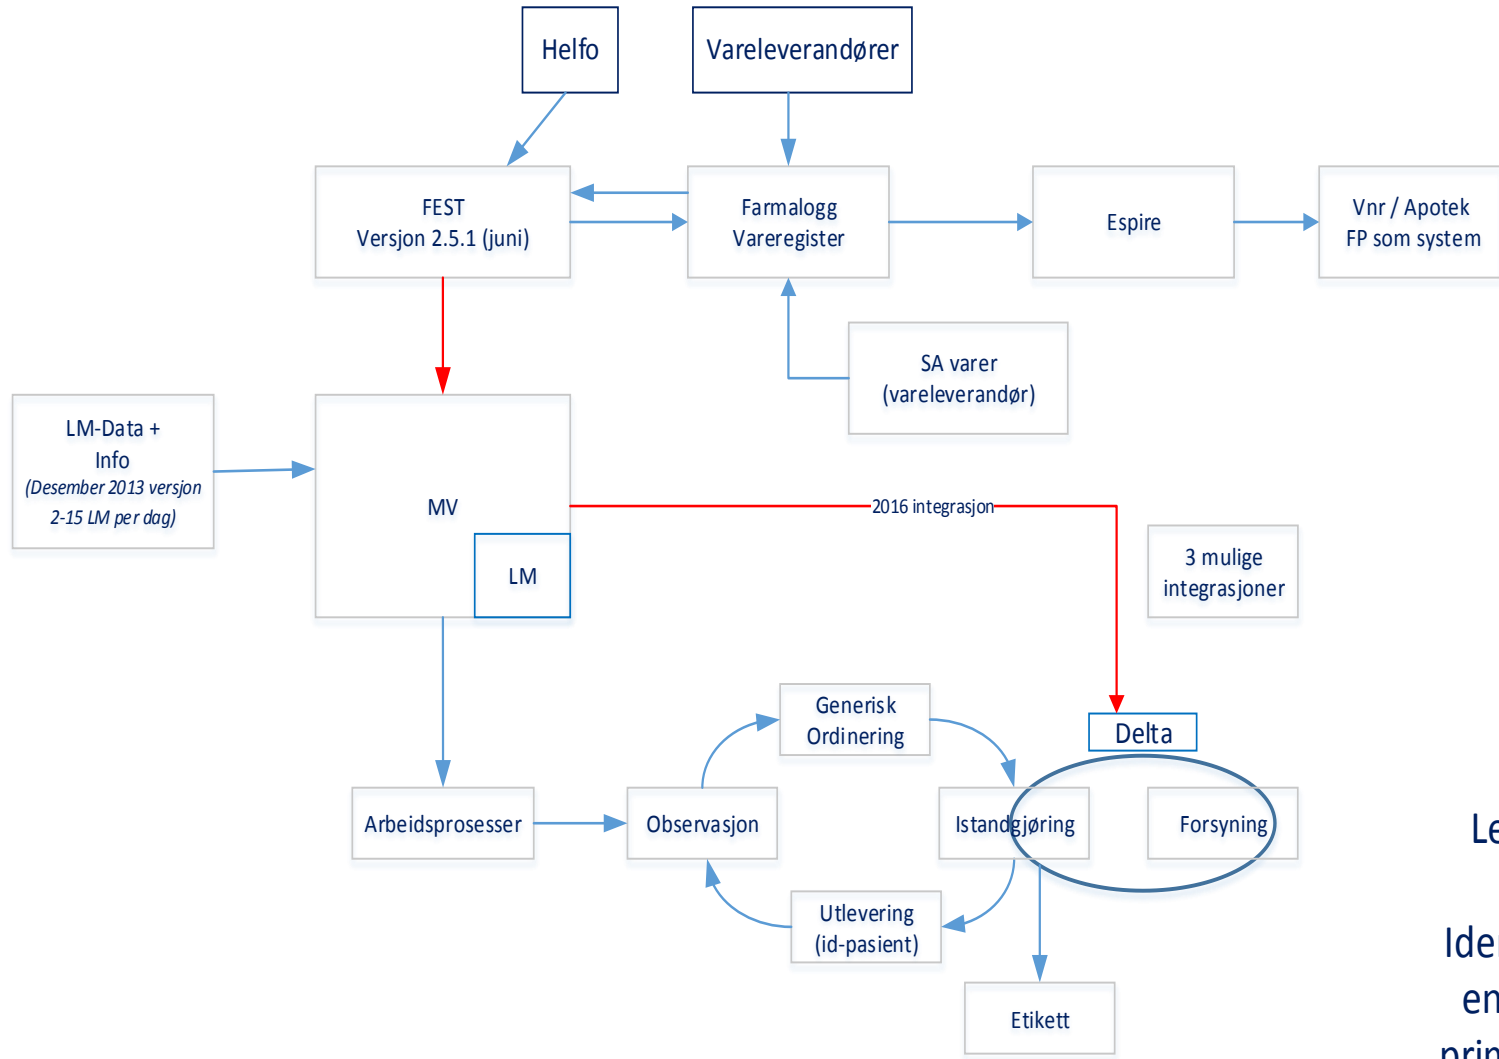 Helfo
Vareleverandører
FEST
Versjon 2.5.1 (juni)
Farmalogg
Vareregister
Espire
Vnr / Apotek
FP som system
SA varer
(vareleverandør)
LM-Data +
Info
(Desember 2013 versjon
2-15 LM per dag)
MV
LM
2016 integrasjon
3 mulige
integrasjoner
Generisk
Ordinering
Delta
Arbeidsprosesser
Observasjon
Istandgjøring
Forsyning
Utlevering
(id-pasient)
Etikett